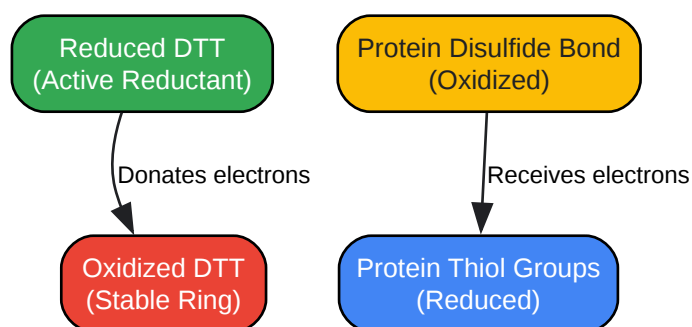 Reduced DTT
(Active Reductant)
Protein Disulfide Bond
(Oxidized)
Donates electrons
Receives electrons
Oxidized DTT
(Stable Ring)
Protein Thiol Groups
(Reduced)